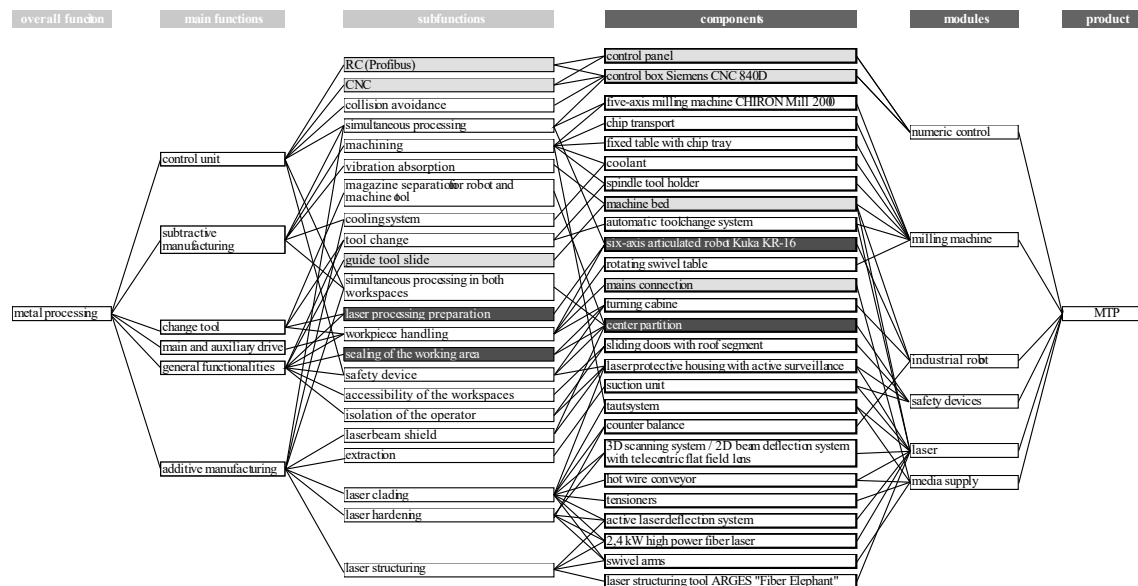 overall funciton
main functions
subfunctions
components
modules
product
metal processing
control unit
subtractive
manufacturing
change tool
main and auxiliary drive
general functionalities
additive manufacturing
RC (Profibus)
CNC
collision avoidance
simultaneous processing
machining
vibration absorption
magazine separation for robot and
machine tool
cooling system
tool change
guide tool slide
simultaneous processing in both
workspaces
laser processing preparation
workpiece handling
sealing of the working area
safety device
accessibility of the workspaces
isolation of the operator
laserbeam shield
extraction
laser clading
laser hardening
laser structuring
control panel
control box Siemens CNC 840D
five-axis milling machine CHIRON Mill 2000
chip transport
fixed table with chip tray
coolant
spindle tool holder
machine bed
automatic toolchange system
six-axis articulated robot Kuka KR-16
rotating swivel table
mains connection
turning cabine
center partition
sliding doors with roof segment
laserprotective housing with active surveillance
suction unit
tautsystem
counter balance
3D scanning system / 2D beam deflection system
with telecentric flat field lens
hot wire conveyor
tensioners
active laserdeflection system
2,4 kW high power fiber laser
swivel arms
laser structuring tool ARGES "Fiber Elephant"
numeric control
milling machine
industrial robot
safety devices
laser
media supply
MTP